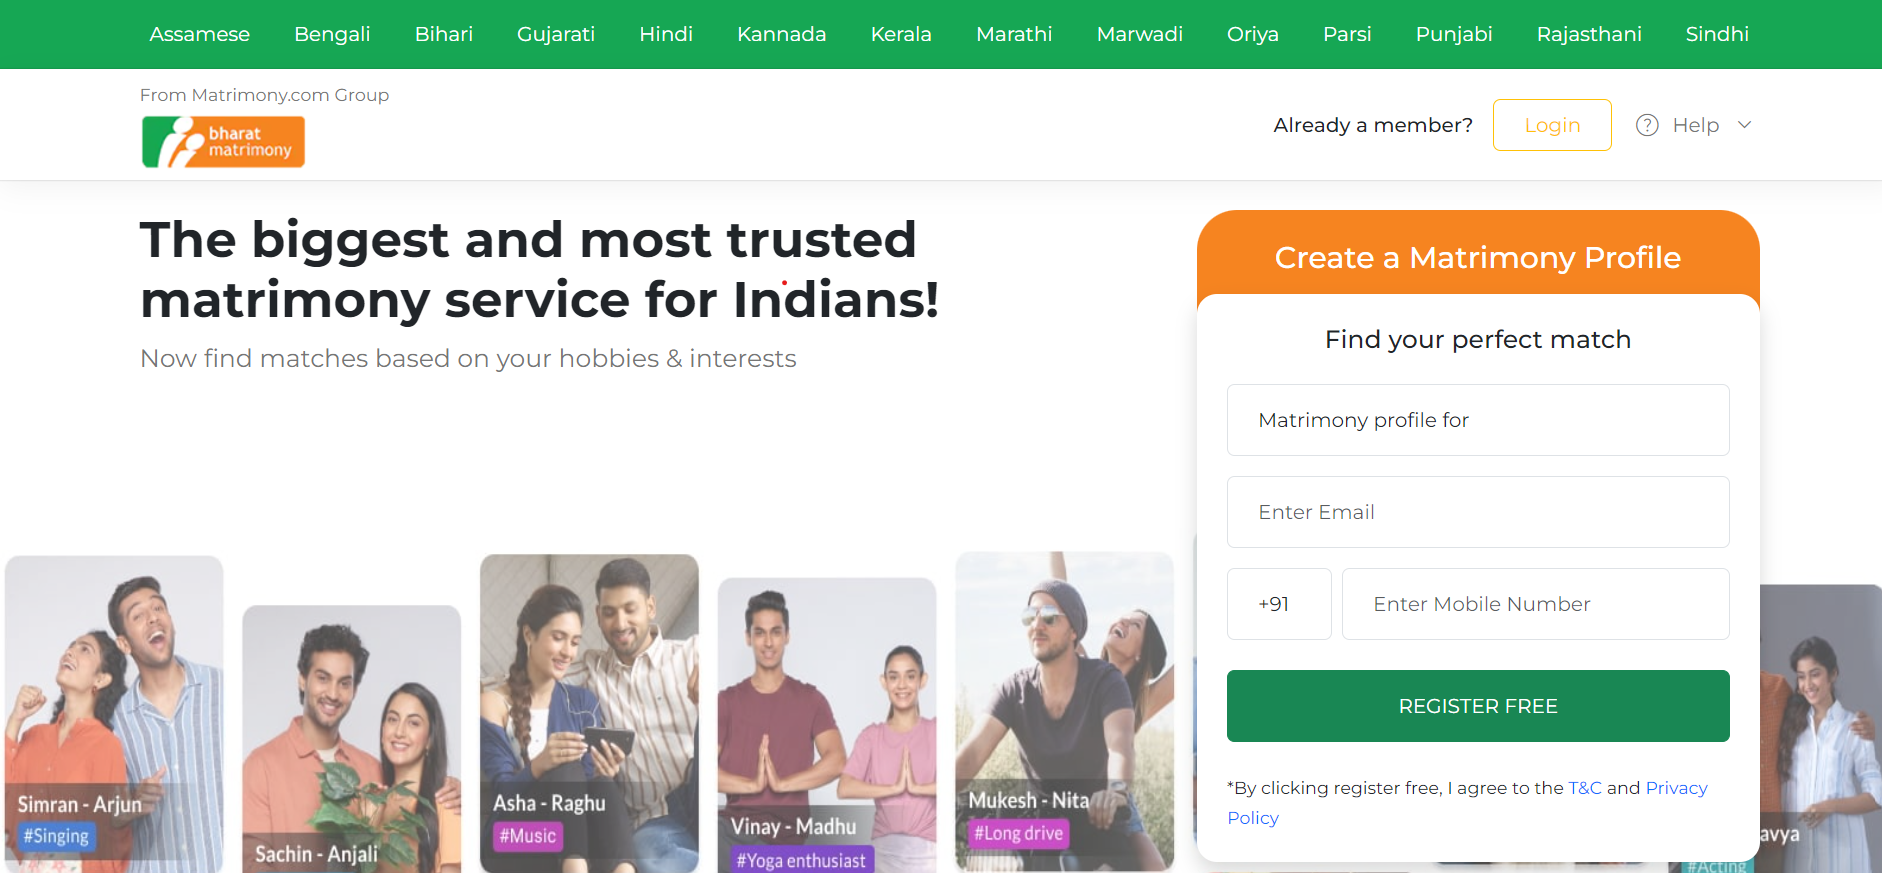 Assamese Bengali Bihari Gujarati Hindi Kannada Kerala Marathi Marwadi Oriya Parsi Punjabi Rajasthani Sindhi
From Matrimony.com Group
bharat
matrimony
Already a member? Login Help
The biggest and most trusted
matrimony service for Indians!
Now find matches based on your hobbies & interests
Create a Matrimony Profile
Find your perfect match
Matrimony profile for
Enter Email
+91 Enter Mobile Number
REGISTER FREE
*By clicking register free, I agree to the T&C and Privacy
Policy
Simran - Arjun
#Singing
Sachin - Anjali
Asha - Raghu
#Music
Vinay - Madhu
#Yoga enthusiast
Mukesh - Nita
#Long drive
avya
#Acting